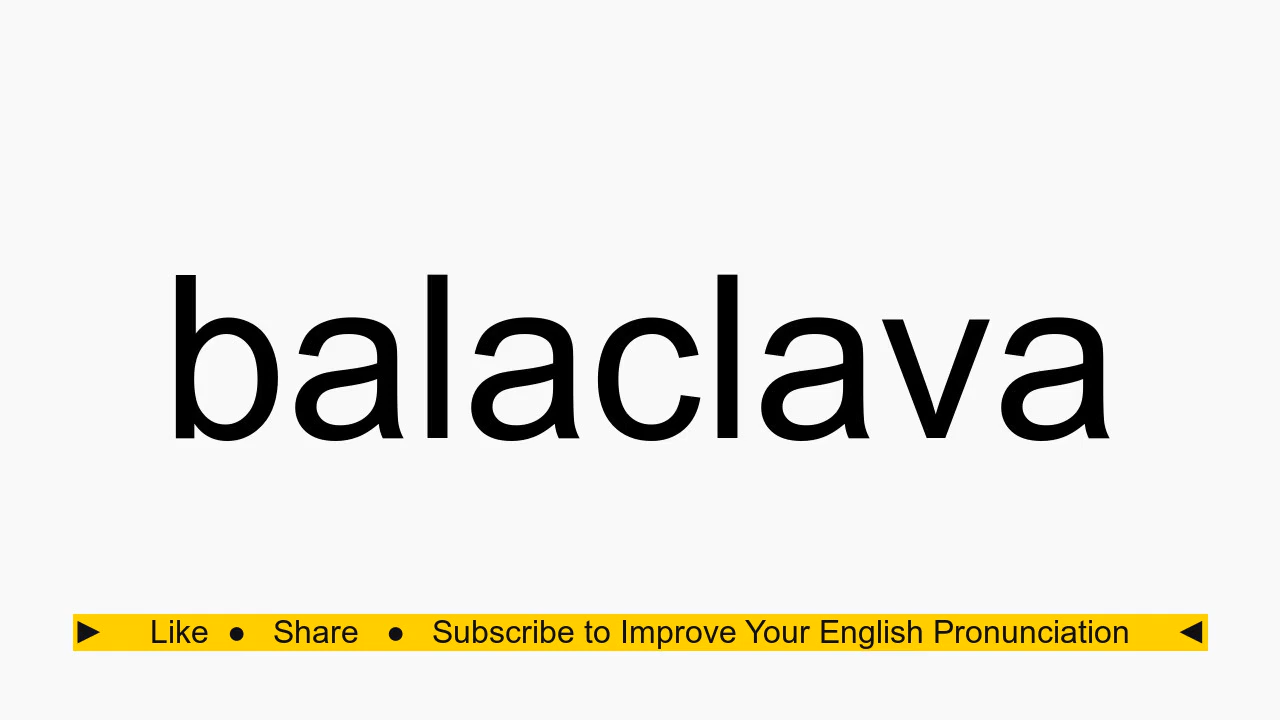 balaclava
► Like ● Share ● Subscribe to Improve Your English Pronunciation ◄